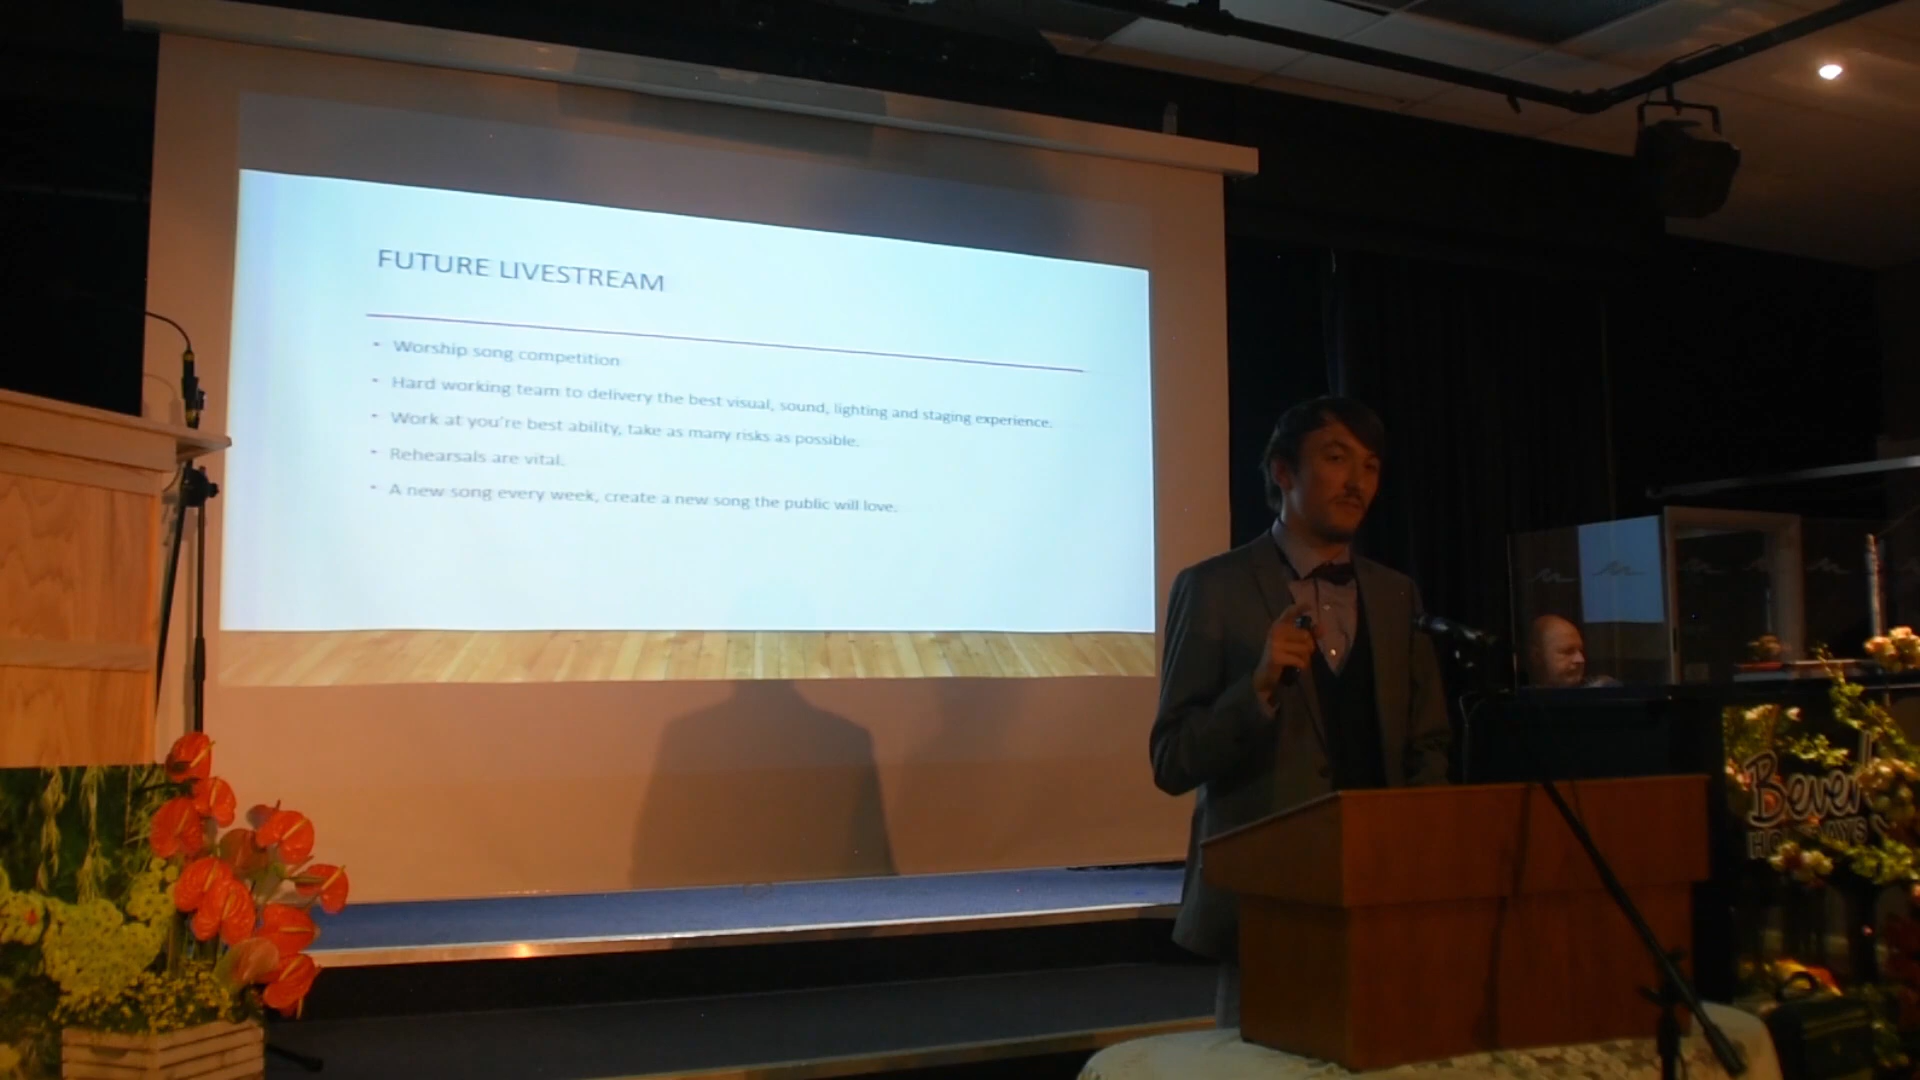 FUTURE LIVESTREAM
• Worship song competition
• Hard working team to delivery the best visual, sound, lighting and staging experience.
• Work at you're best ability, take as many risks as possible.
• Rehearsals are vital.
• A new song every week, create a new song the public will love.